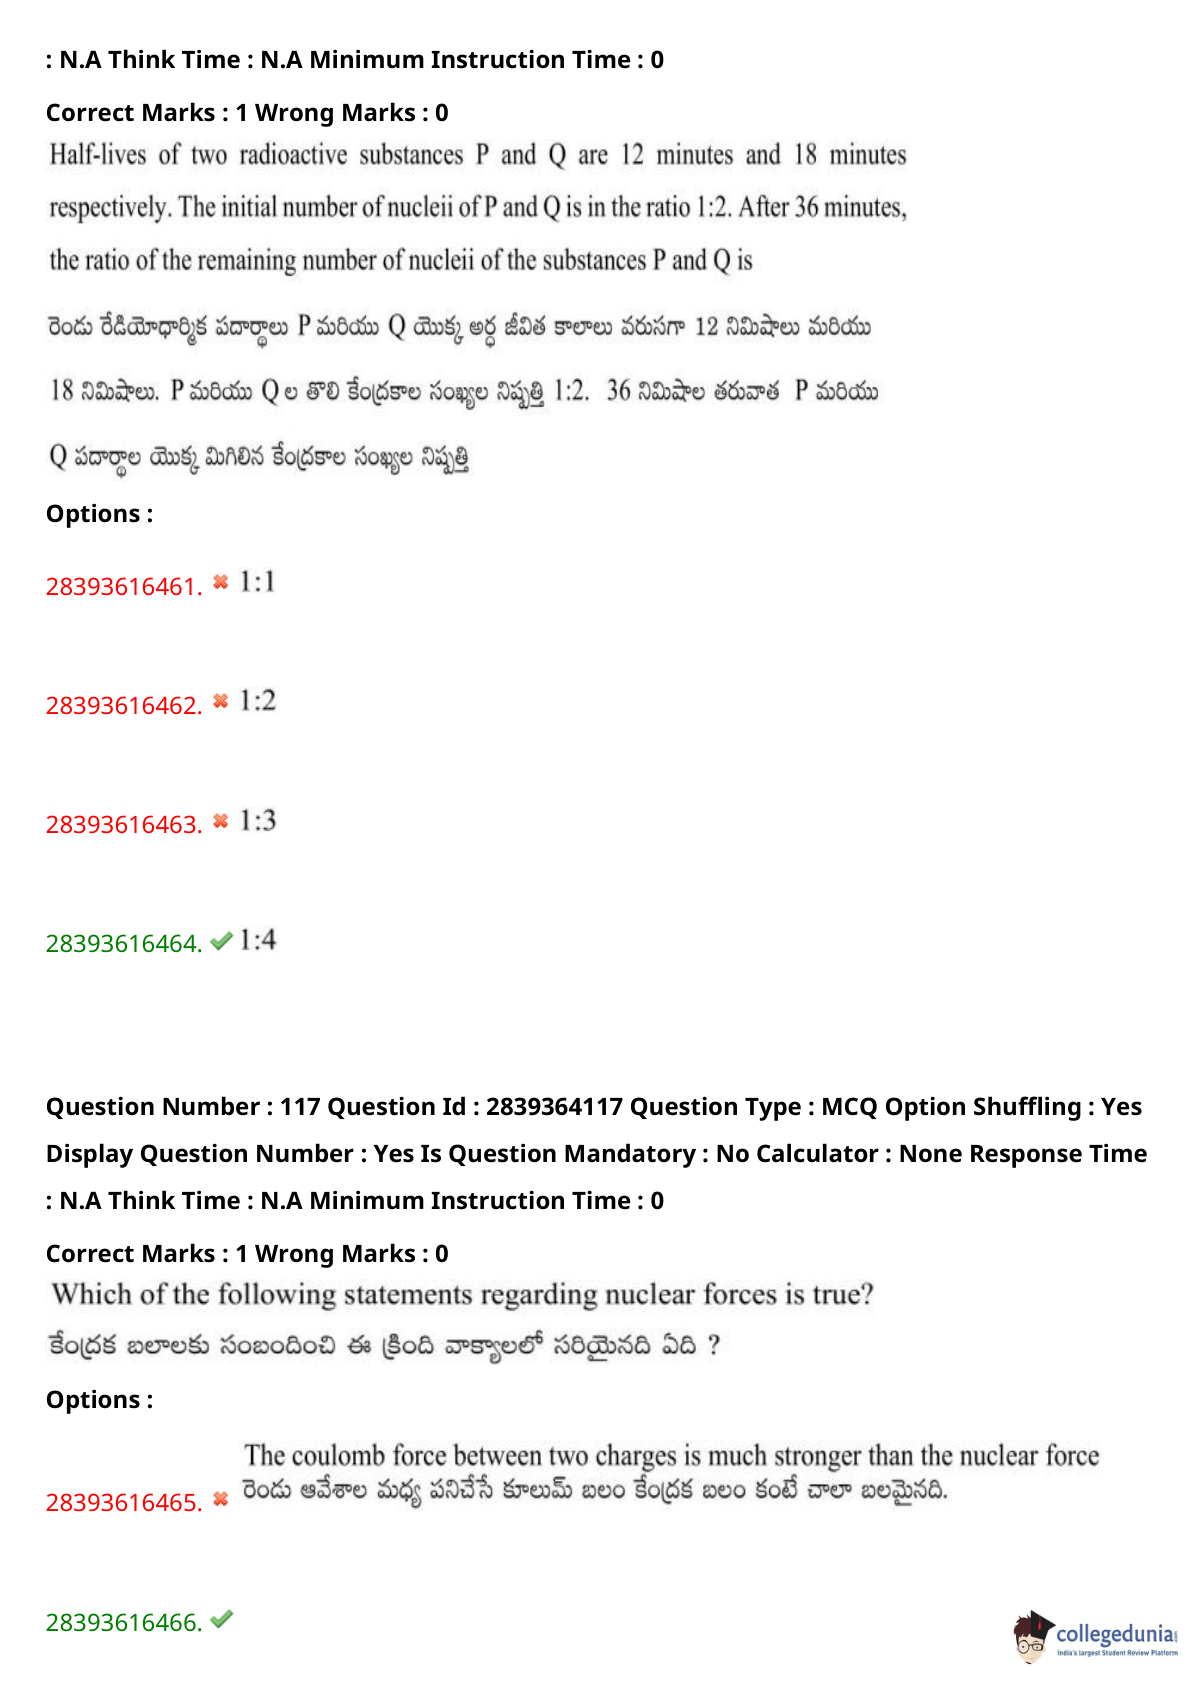 : N.A Think Time : N.A Minimum Instruction Time : 0
Correct Marks : 1 Wrong Marks : 0
Half-lives of two radioactive substances P and Q are 12 minutes and 18 minutes
respectively. The initial number of nucleii of P and Q is in the ratio 1:2. After 36 minutes,
the ratio of the remaining number of nucleii of the substances P and Q is
రెండు రేడియోధార్మిక పదార్థాలు P మరియు Q యొక్క అర్ధ జీవిత కాలాలు వరుసగా 12 నిమిషాలు మరియు
18 నిమిషాలు. P మరియు Q ల తొలి కేంద్రకాల సంఖ్యల నిష్పత్తి 1:2. 36 నిమిషాల తరువాత P మరియు
Q పదార్థాల యొక్క మిగిలిన కేంద్రకాల సంఖ్యల నిష్పత్తి
Options :
28393616461. 1:1
28393616462. 1:2
28393616463. 1:3
28393616464. 1:4
Question Number : 117 Question Id : 2839364117 Question Type : MCQ Option Shuffling : Yes
Display Question Number : Yes Is Question Mandatory : No Calculator : None Response Time
: N.A Think Time : N.A Minimum Instruction Time : 0
Correct Marks : 1 Wrong Marks : 0
Which of the following statements regarding nuclear forces is true?
కేంద్రక బలాలకు సంబందించి ఈ క్రింది వాక్యాలలో సరియైనది ఏది ?
Options :
The coulomb force between two charges is much stronger than the nuclear force
28393616465. రెండు ఆవేశాల మధ్య పనిచేసే కూలుమ్ బలం కేంద్రక బలం కంటే చాలా బలమైనది.
28393616466.
collegedunia
India's largest Student Review Platform